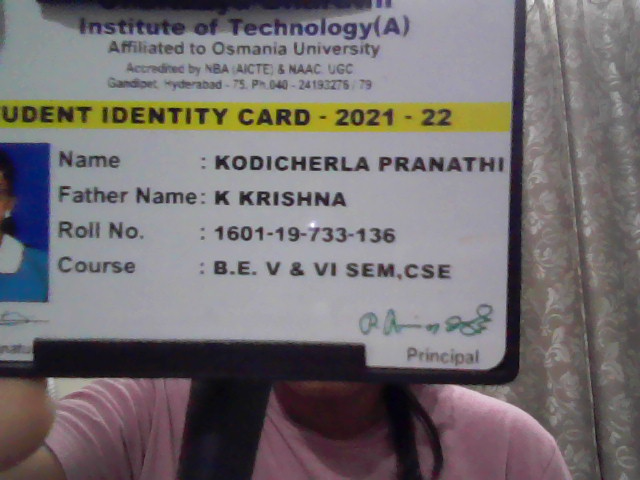 Institute of Technology(A)
Affiliated to Osmania University
Accredited by NBA (AICTE) & NAAC, UGC
Gandipet, Hyderabad - 75, Ph.040 - 24193276 / 79
UDENT IDENTITY CARD - 2021 - 22
Name : KODICHERLA PRANATHI
Father Name: K KRISHNA
Roll No. : 1601-19-733-136
Course : B.E. V & VI SEM,CSE
Principal